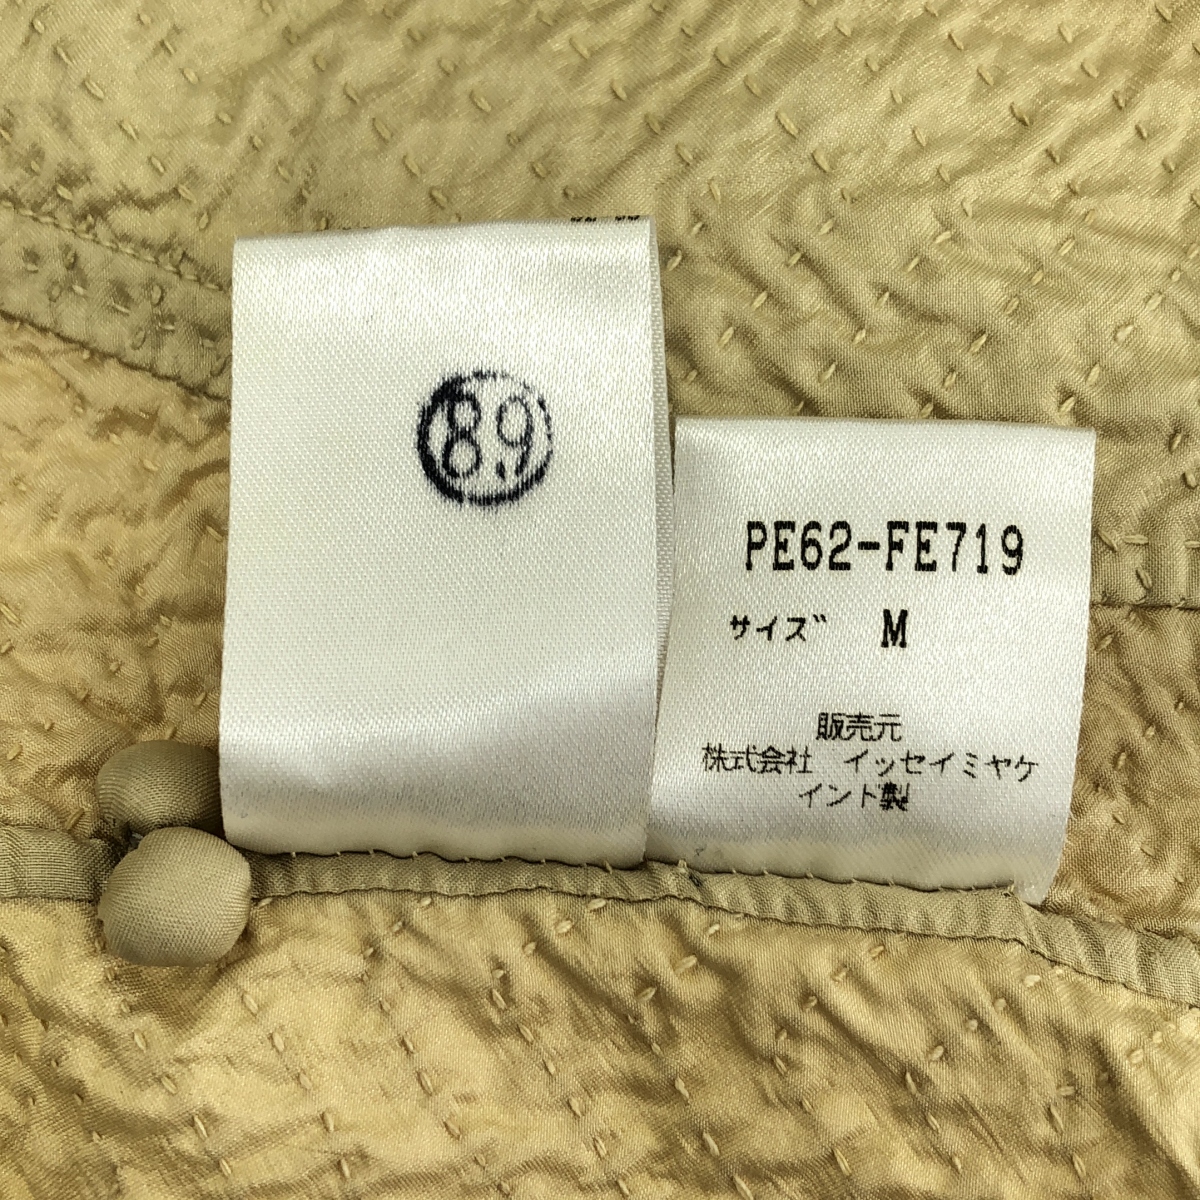 89
PE62-FE719
サイズ M
販売元
株式会社 イッセイミヤケ
イント製